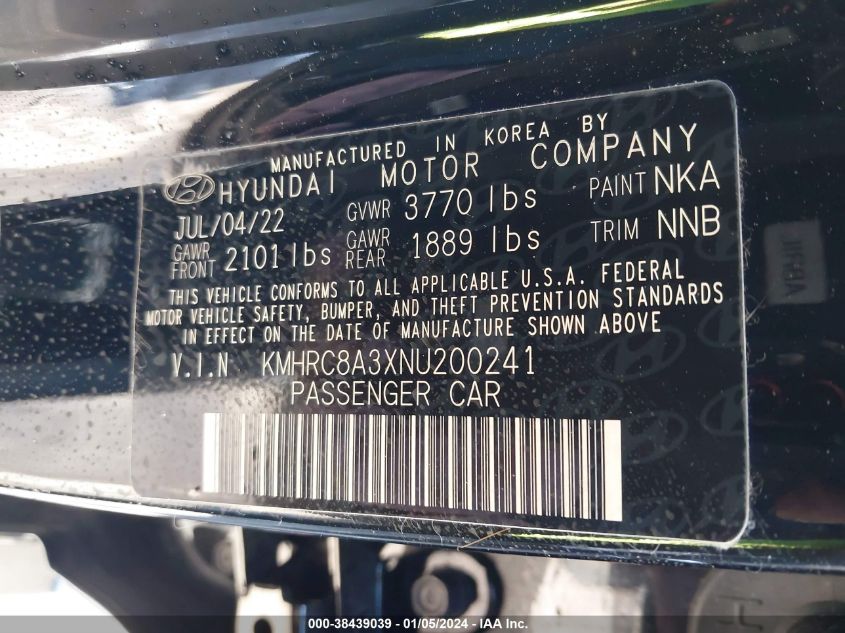 MANUFACTURED IN KOREA BY
HYUNDAI MOTOR COMPANY
JUL/04/22 GVWR 3770 lbs PAINT NKA
GAWR FRONT 2101 lbs GAWR REAR 1889 lbs TRIM NNB
THIS VEHICLE CONFORMS TO ALL APPLICABLE U.S.A. FEDERAL
MOTOR VEHICLE SAFETY, BUMPER, AND THEFT PREVENTION STANDARDS
IN EFFECT ON THE DATE OF MANUFACTURE SHOWN ABOVE
V.I.N KMHRC8A3XNU200241
PASSENGER CAR
000-38439039 - 01/05/2024 - IAA Inc.